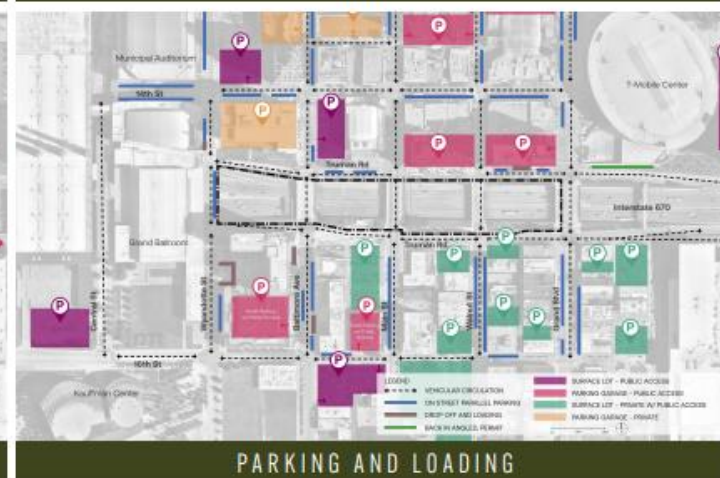 Municipal Auditorium
14th St
T-Mobile Center
Truman Rd
Interstate 670
Grand Ballroom
Truman Rd
Central St
Wyandotte St
Baltimore Ave
Main St
Walnut St
Grand Blvd
16th St
Kauffman Center
LEGEND
VEHICULAR CIRCULATION
ON STREET PARALLEL PARKING
DROP OFF AND LOADING
BACK IN ANGLED, PERMIT
SURFACE LOT - PUBLIC ACCESS
PARKING GARAGE - PUBLIC ACCESS
SURFACE LOT - PRIVATE W/ PUBLIC ACCESS
PARKING GARAGE - PRIVATE
PARKING AND LOADING